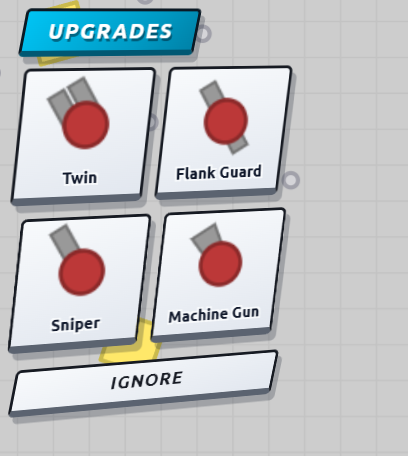 UPGRADES
Twin
Flank Guard
Sniper
Machine Gun
IGNORE